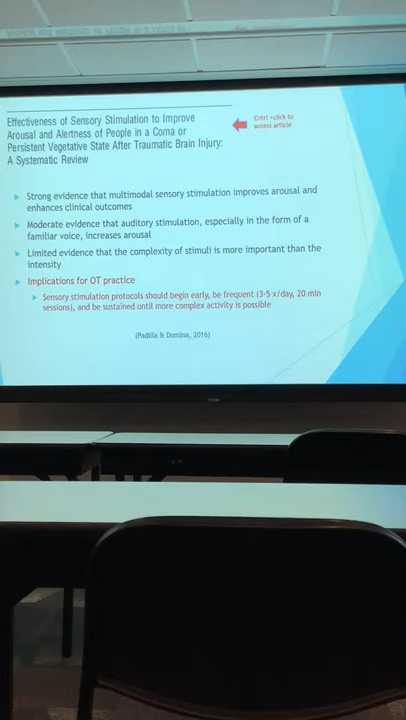 Effectiveness of Sensory Stimulation to Improve
Arousal and Alertness of People in a Coma or
Persistent Vegetative State After Traumatic Brain Injury:
A Systematic Review
Cntrl +click to
access article
Strong evidence that multimodal sensory stimulation improves arousal and
enhances clinical outcomes
Moderate evidence that auditory stimulation, especially in the form of a
familiar voice, increases arousal
Limited evidence that the complexity of stimuli is more important than the
intensity
Implications for OT practice
Sensory stimulation protocols should begin early, be frequent (3-5 x/day, 20 min
sessions), and be sustained until more complex activity is possible
(Padilla & Domina, 2016)